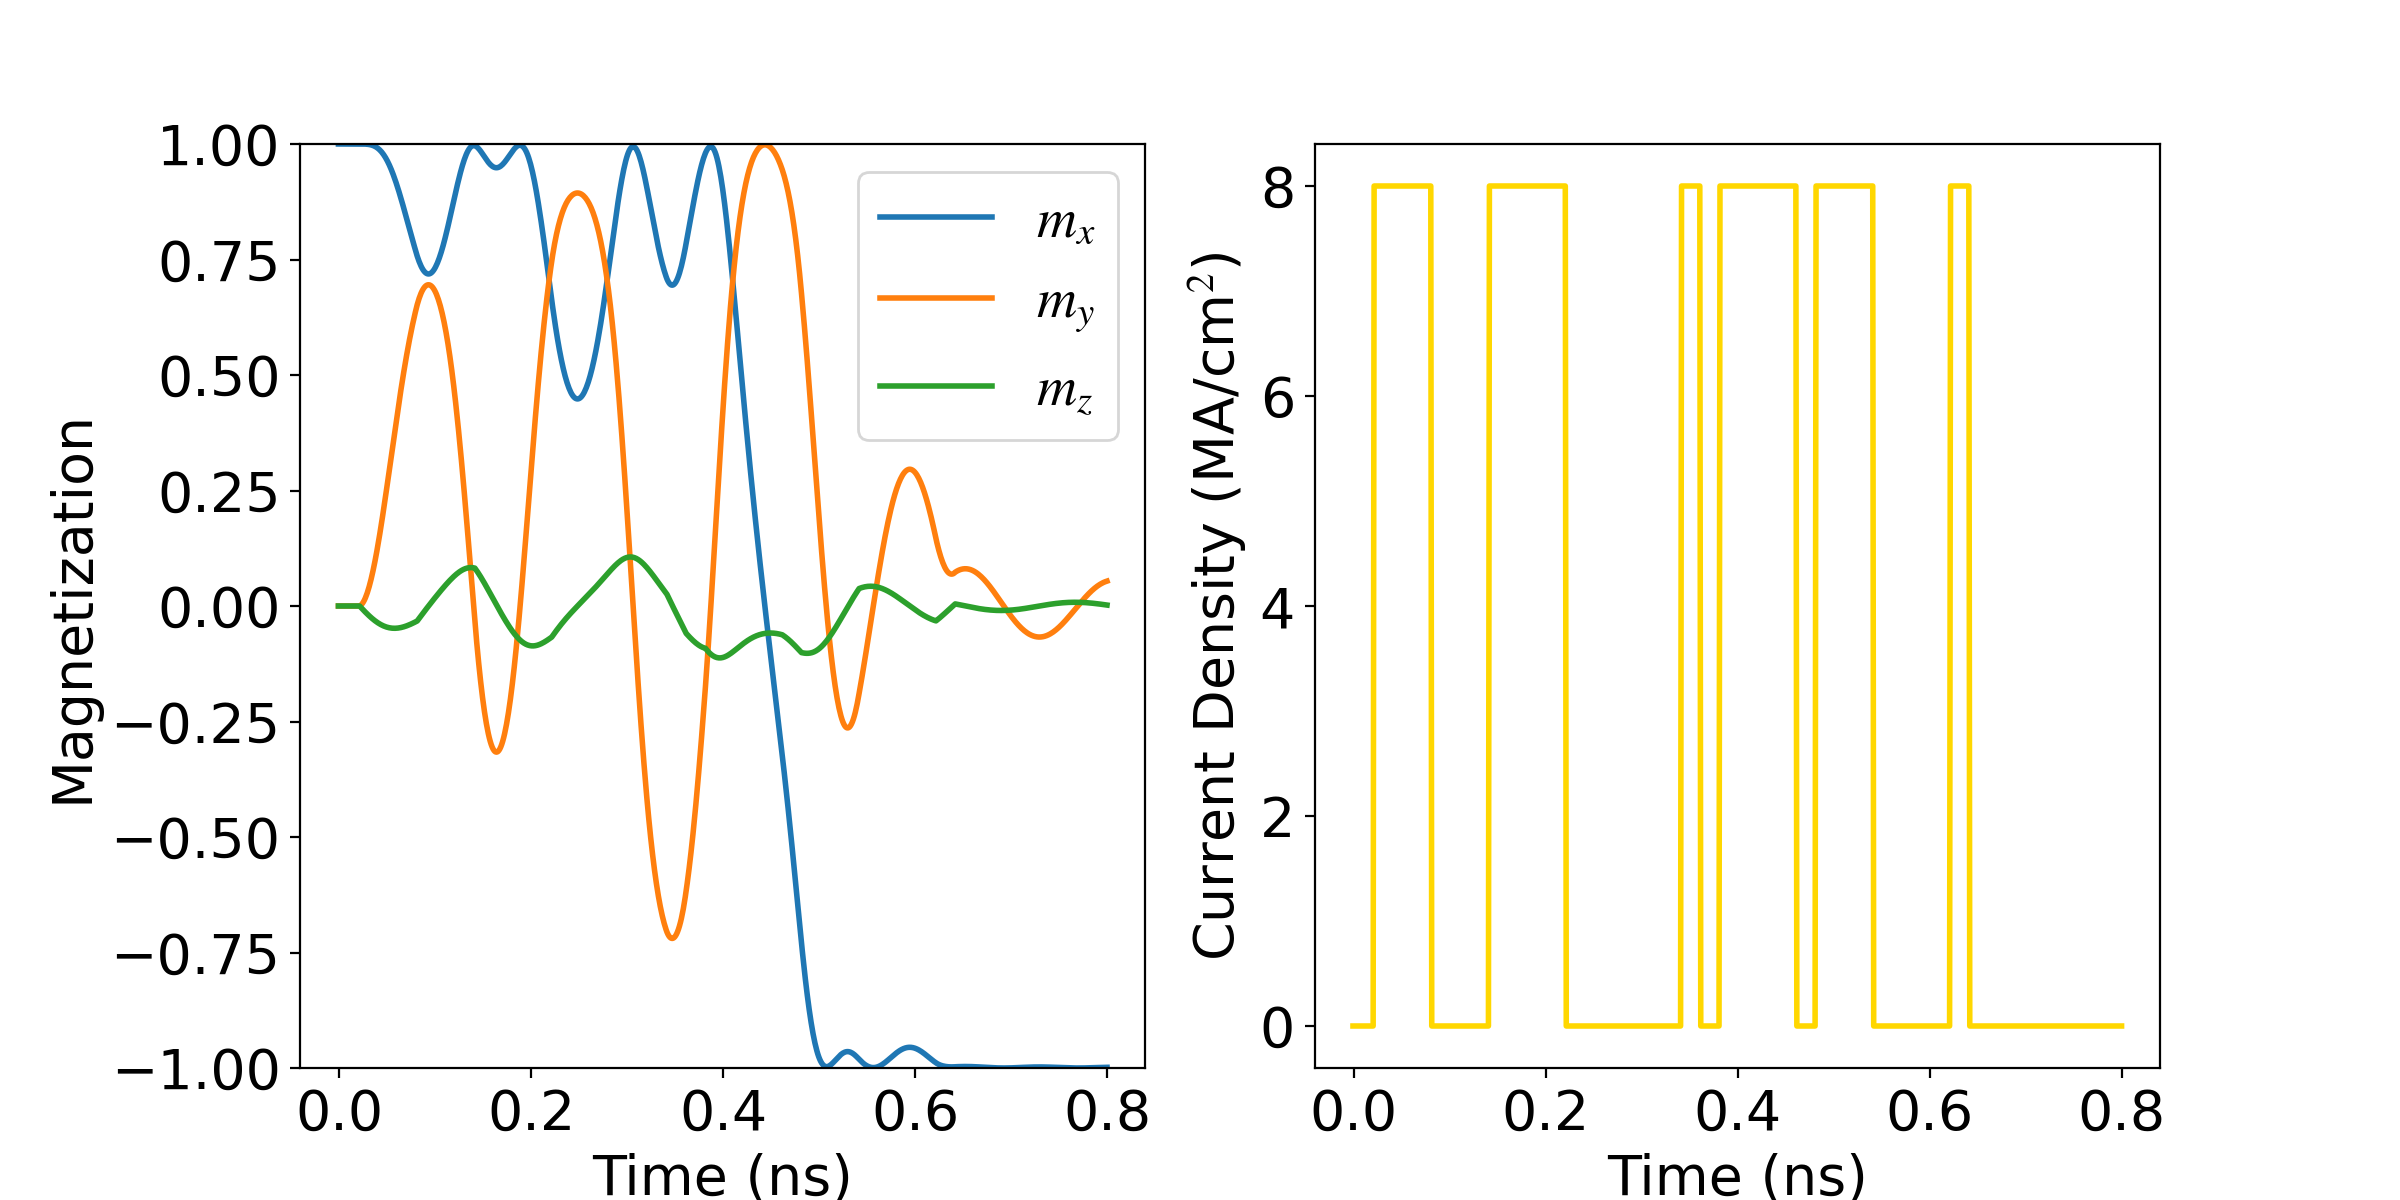 Magnetization
1.00
0.75
0.50
0.25
0.00
−0.25
−0.50
−0.75
−1.00
0.0 0.2 0.4 0.6 0.8
Time (ns)
m_x
m_y
m_z
Current Density (MA/cm²)
8
6
4
2
0
0.0 0.2 0.4 0.6 0.8
Time (ns)